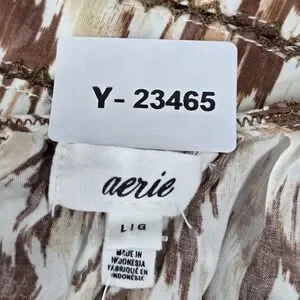 Y- 23465
aerie
L | G
MADE IN
INDONESIA
FABRIQUÉ EN
INDONÉSIE